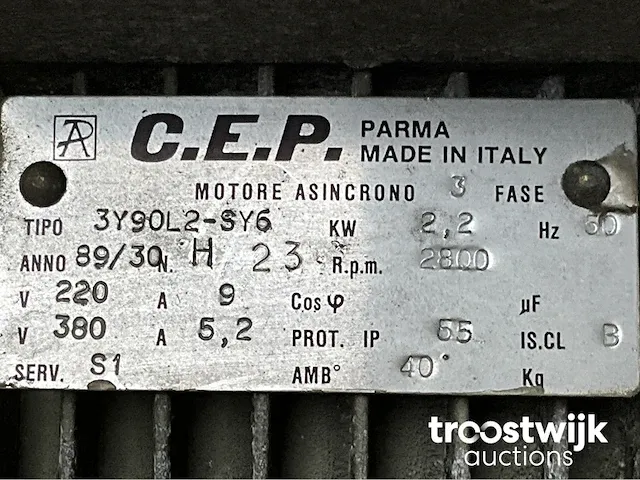 C.E.P. PARMA
MADE IN ITALY
MOTORE ASINCRONO 3 FASE
TIPO 3Y90L2-SY6 KW 2,2 Hz 50
ANNO 89/30 N. H 23 R.p.m. 2800
V 220 A 9 Cos φ µF
V 380 A 5,2 PROT. IP 55 IS.CL B
SERV. S1 AMB° 40° Kg
troostwijk
auctions